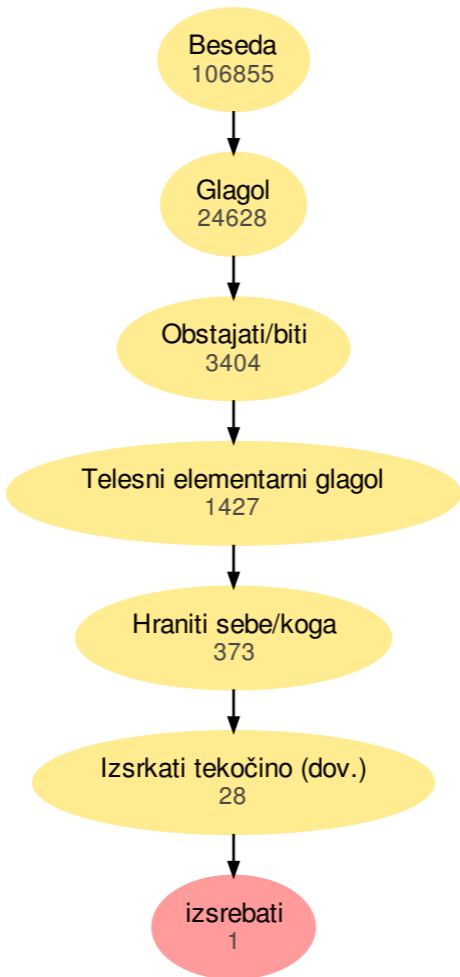 Beseda
106855
Glagol
24628
Obstajati/biti
3404
Telesni elementarni glagol
1427
Hraniti sebe/koga
373
Izsrkati tekočino (dov.)
28
izsrebati
1